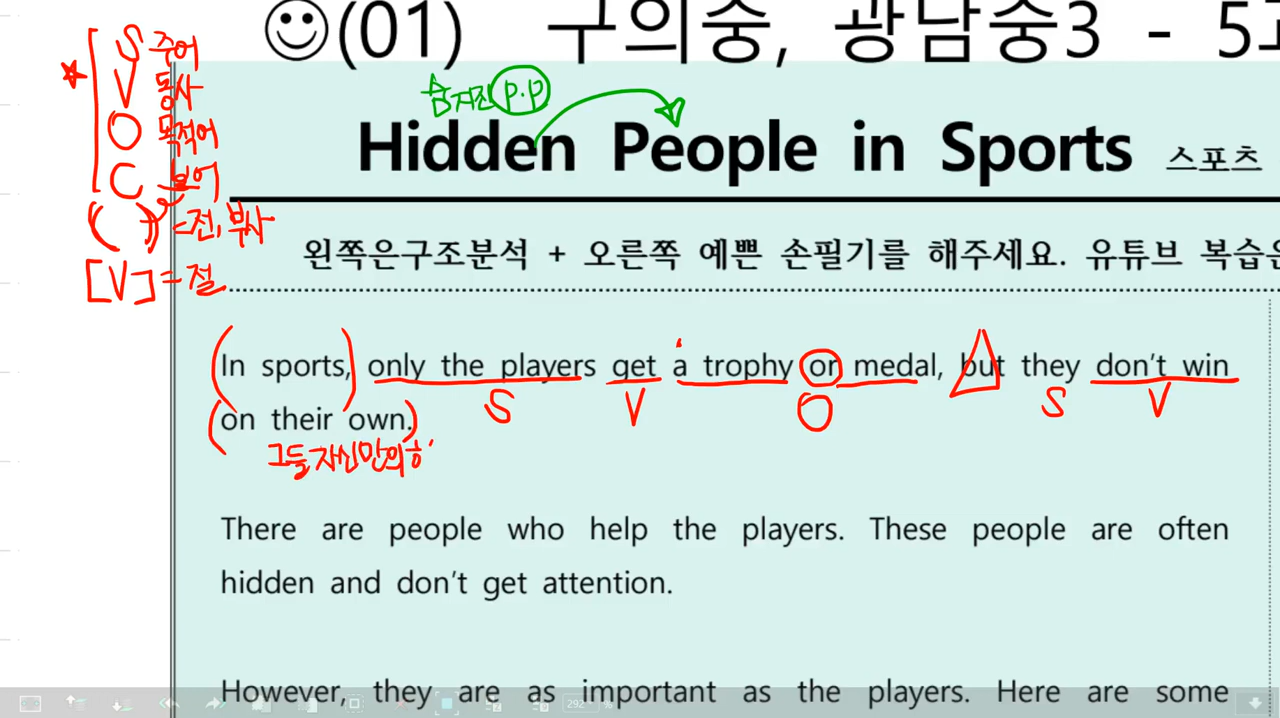 (01) 구의중, 광남중3 - 5
S 주어
V 동사
O 목적어
C 보어
( ) = 전, 부사
[V] = 절
숨겨진 p.p
Hidden People in Sports 스포츠
왼쪽은구조분석 + 오른쪽 예쁜 손필기를 해주세요. 유튜브 복습은
In sports, only the players get a trophy or medal, but they don't win
S V O S V
on their own.
그들 자신만의
There are people who help the players. These people are often
hidden and don't get attention.
However, they are as important as the players. Here are some
292 %